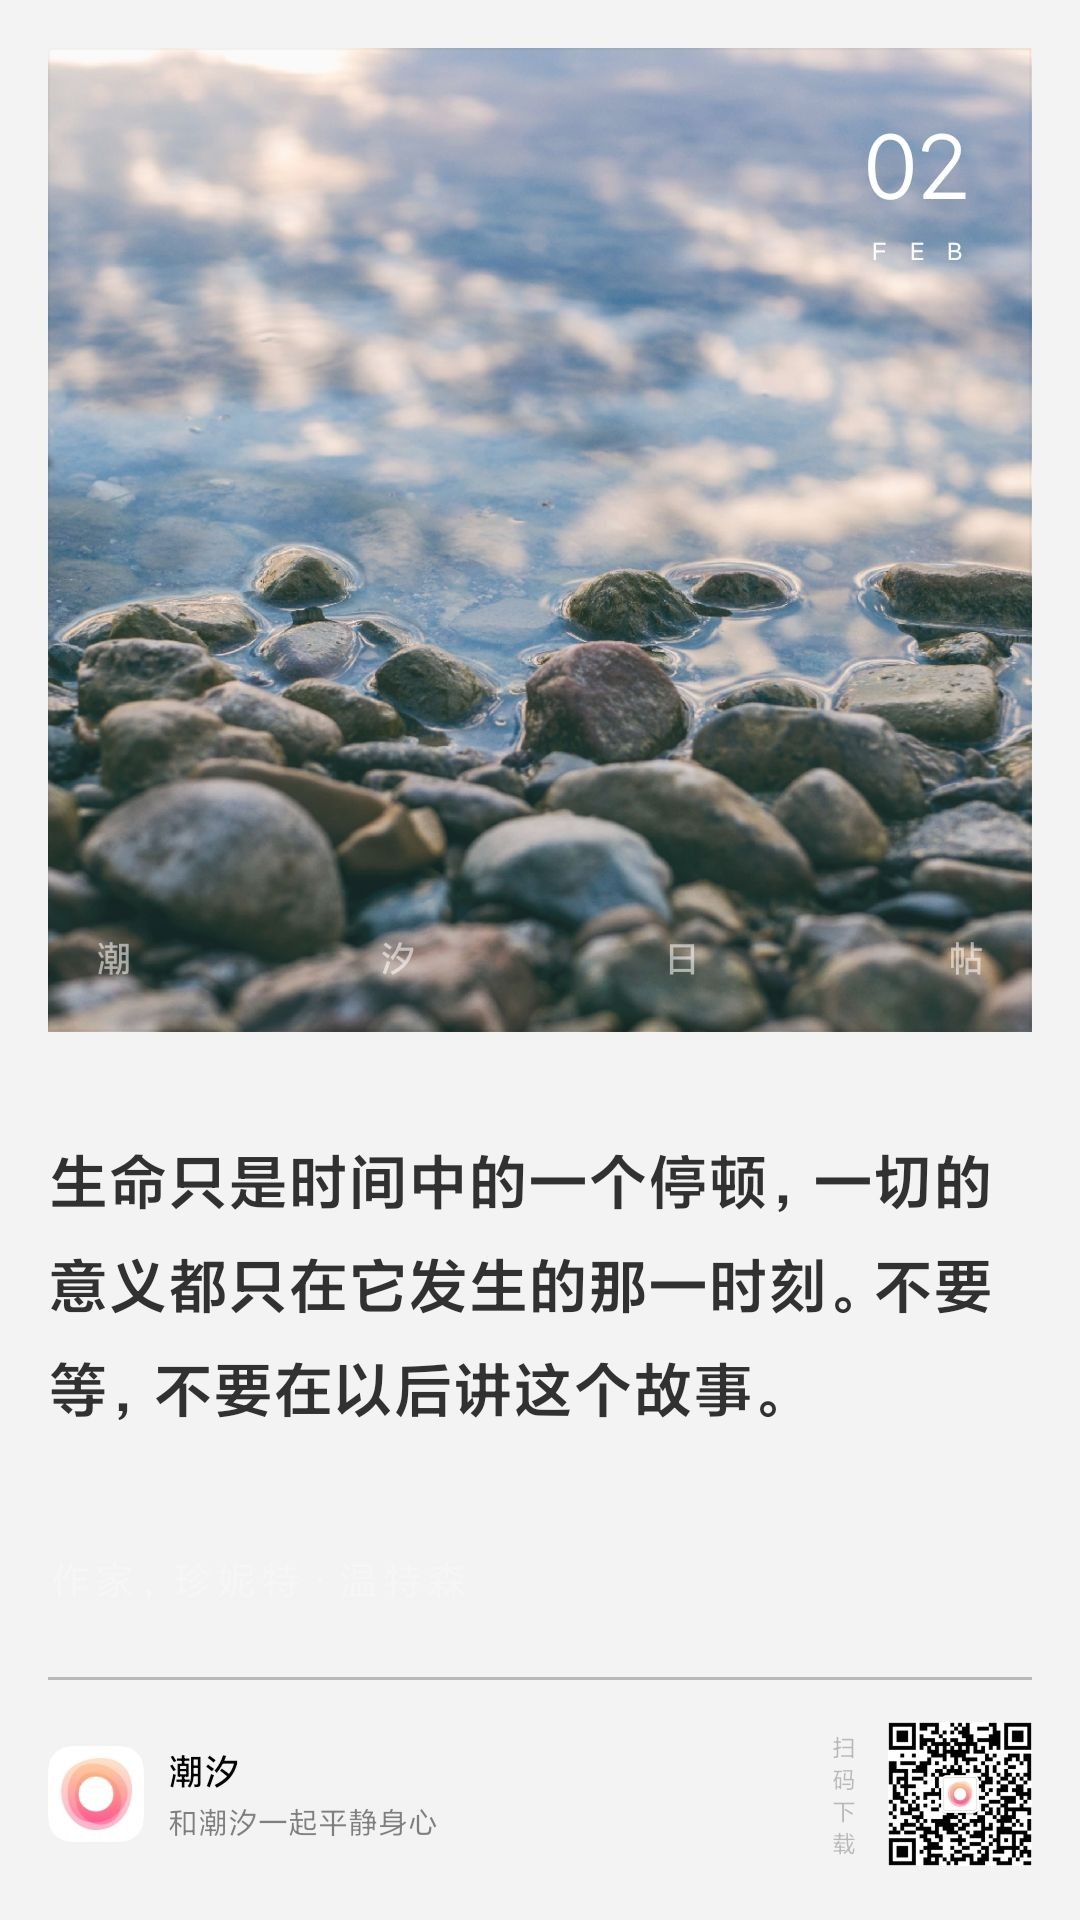 02
FEB
潮汐日帖
生命只是时间中的一个停顿，一切的
意义都只在它发生的那一时刻。不要
等，不要在以后讲这个故事。
作家，珍妮特·温特森
潮汐
和潮汐一起平静身心
扫码下载